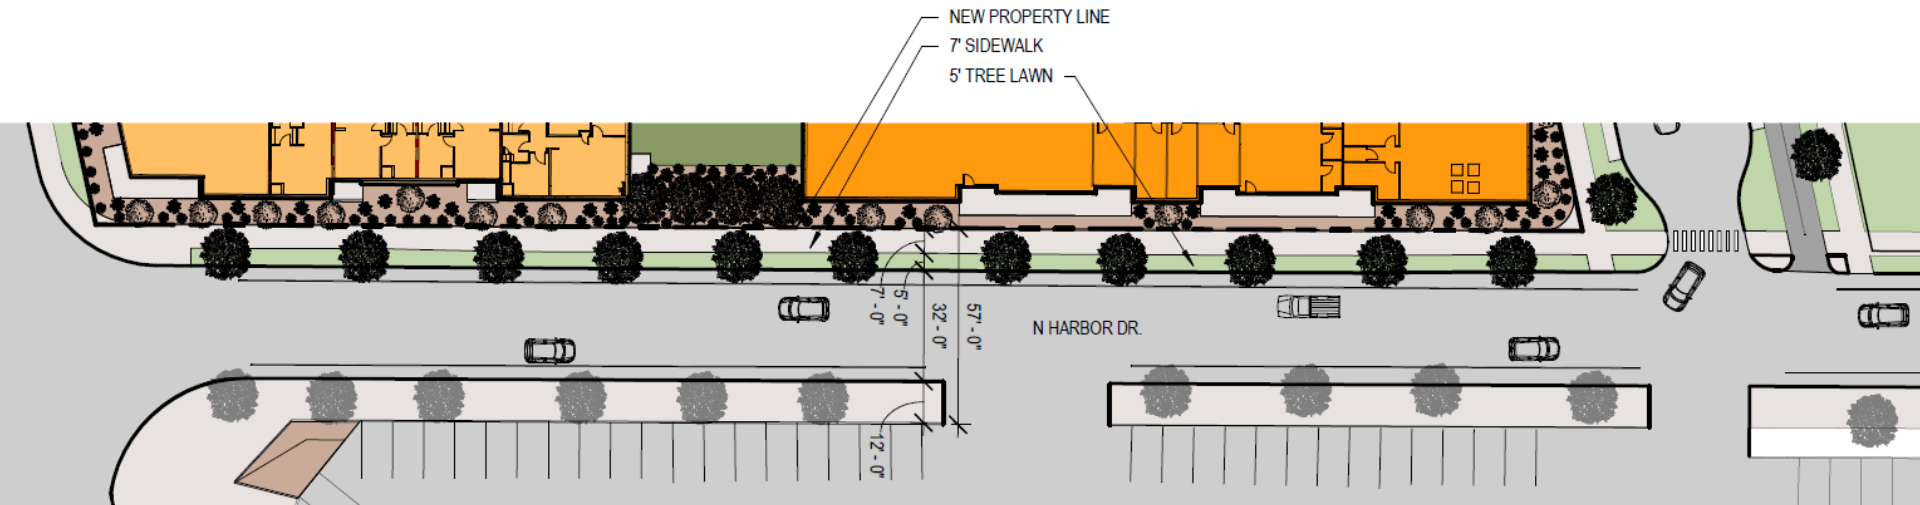 NEW PROPERTY LINE
7' SIDEWALK
5' TREE LAWN
7' - 0"
5' - 0"
32' - 0"
57' - 0"
N HARBOR DR.
12' - 0"